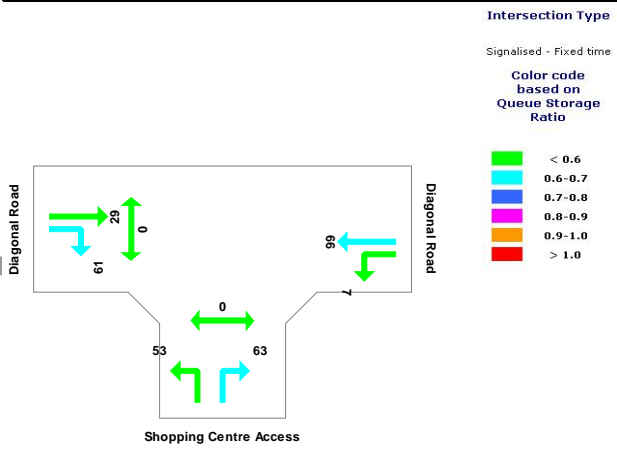 Intersection Type
Signalised - Fixed time
Color code
based on
Queue Storage
Ratio
< 0.6
0.6-0.7
0.7-0.8
0.8-0.9
0.9-1.0
> 1.0
Diagonal Road
29
0
61
66
7
Diagonal Road
0
53
63
Shopping Centre Access